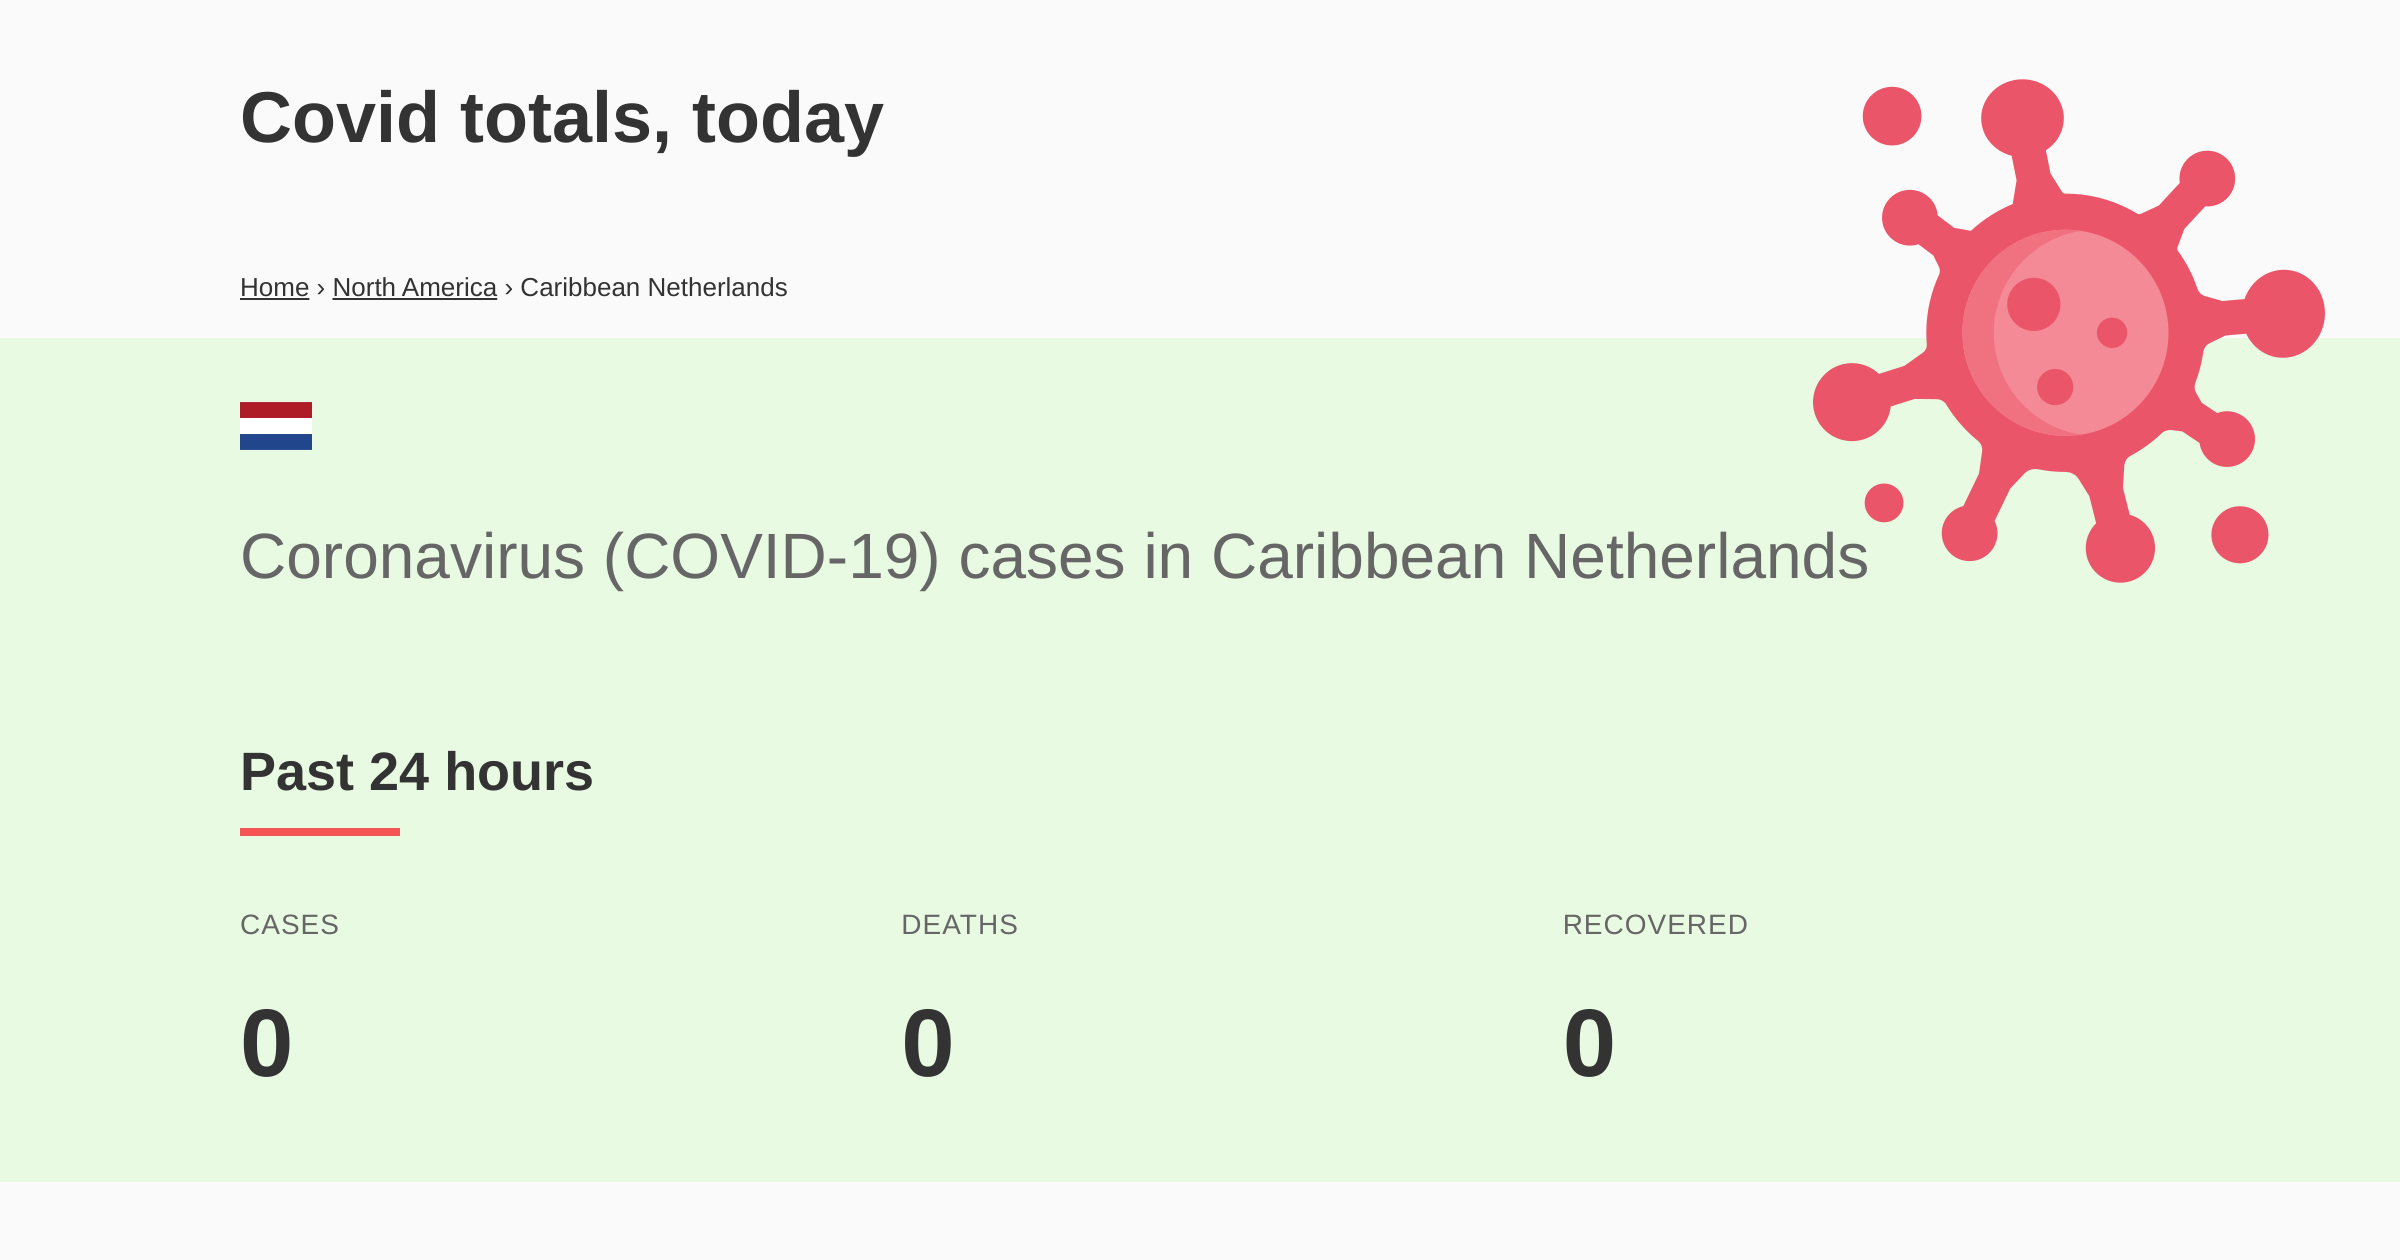 Covid totals, today
Home › North America › Caribbean Netherlands
Coronavirus (COVID-19) cases in Caribbean Netherlands
Past 24 hours
CASES DEATHS RECOVERED
0 0 0